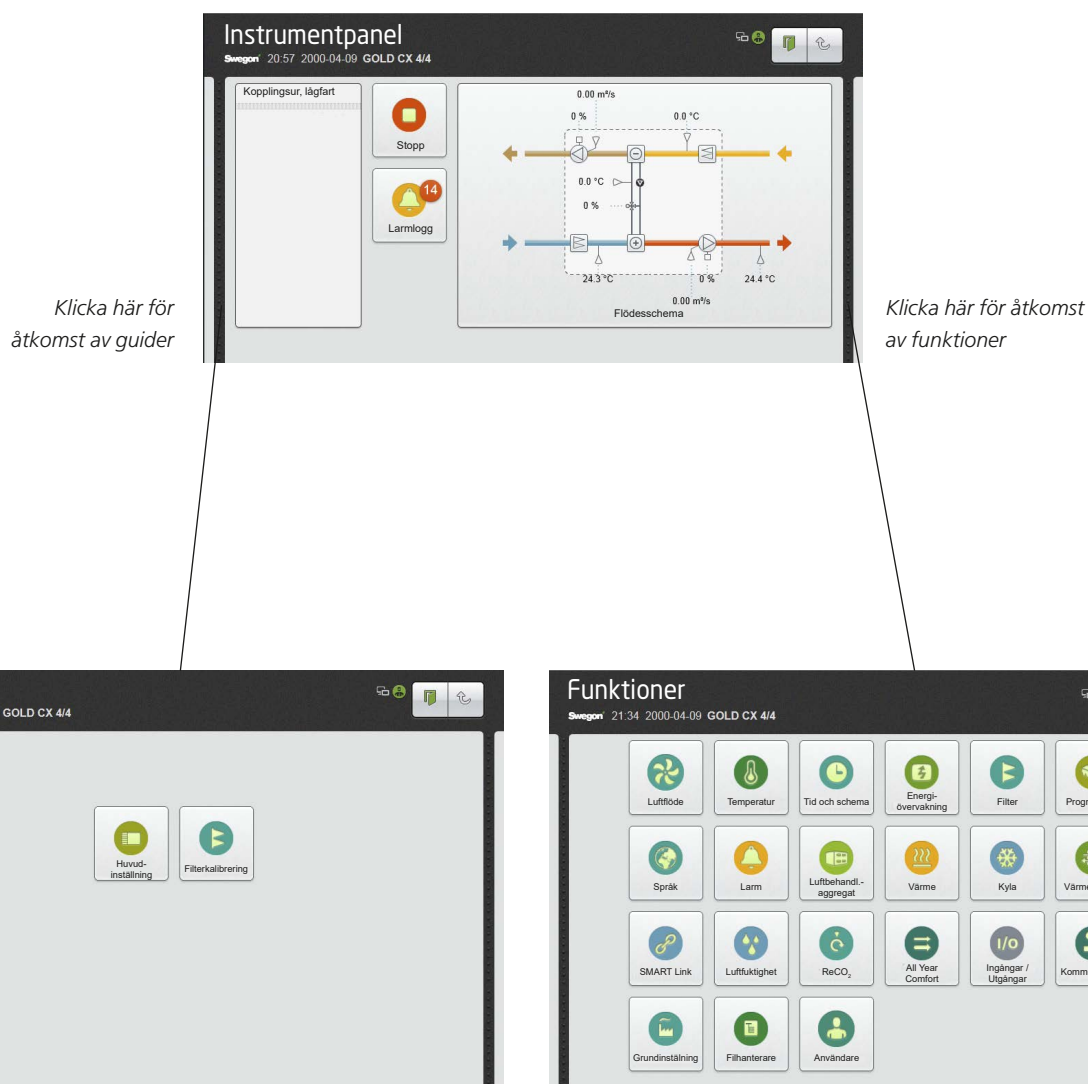 Instrumentpanel
Swegon 20:57 2000-04-09 GOLD CX 4/4
Kopplingsur, lågfart
Stopp
14
Larmlogg
0.00 m³/s
0 %
0.0 °C
0.0 °C
0 %
24.3 °C
0 %
24.4 °C
0.00 m³/s
Flödesschema
Klicka här för
åtkomst av guider
Klicka här för åtkomst
av funktioner
GOLD CX 4/4
Huvud-
inställning
Filterkalibrering
Funktioner
Swegon 21:34 2000-04-09 GOLD CX 4/4
Luftflöde
Temperatur
Tid och schema
Energi-
övervakning
Filter
Progr
Språk
Larm
Luftbehandl.-
aggregat
Värme
Kyla
Värme
SMART Link
Luftfuktighet
ReCO₂
All Year
Comfort
I/O
Ingångar /
Utgångar
Komm
Grundinstälning
Filhanterare
Användare